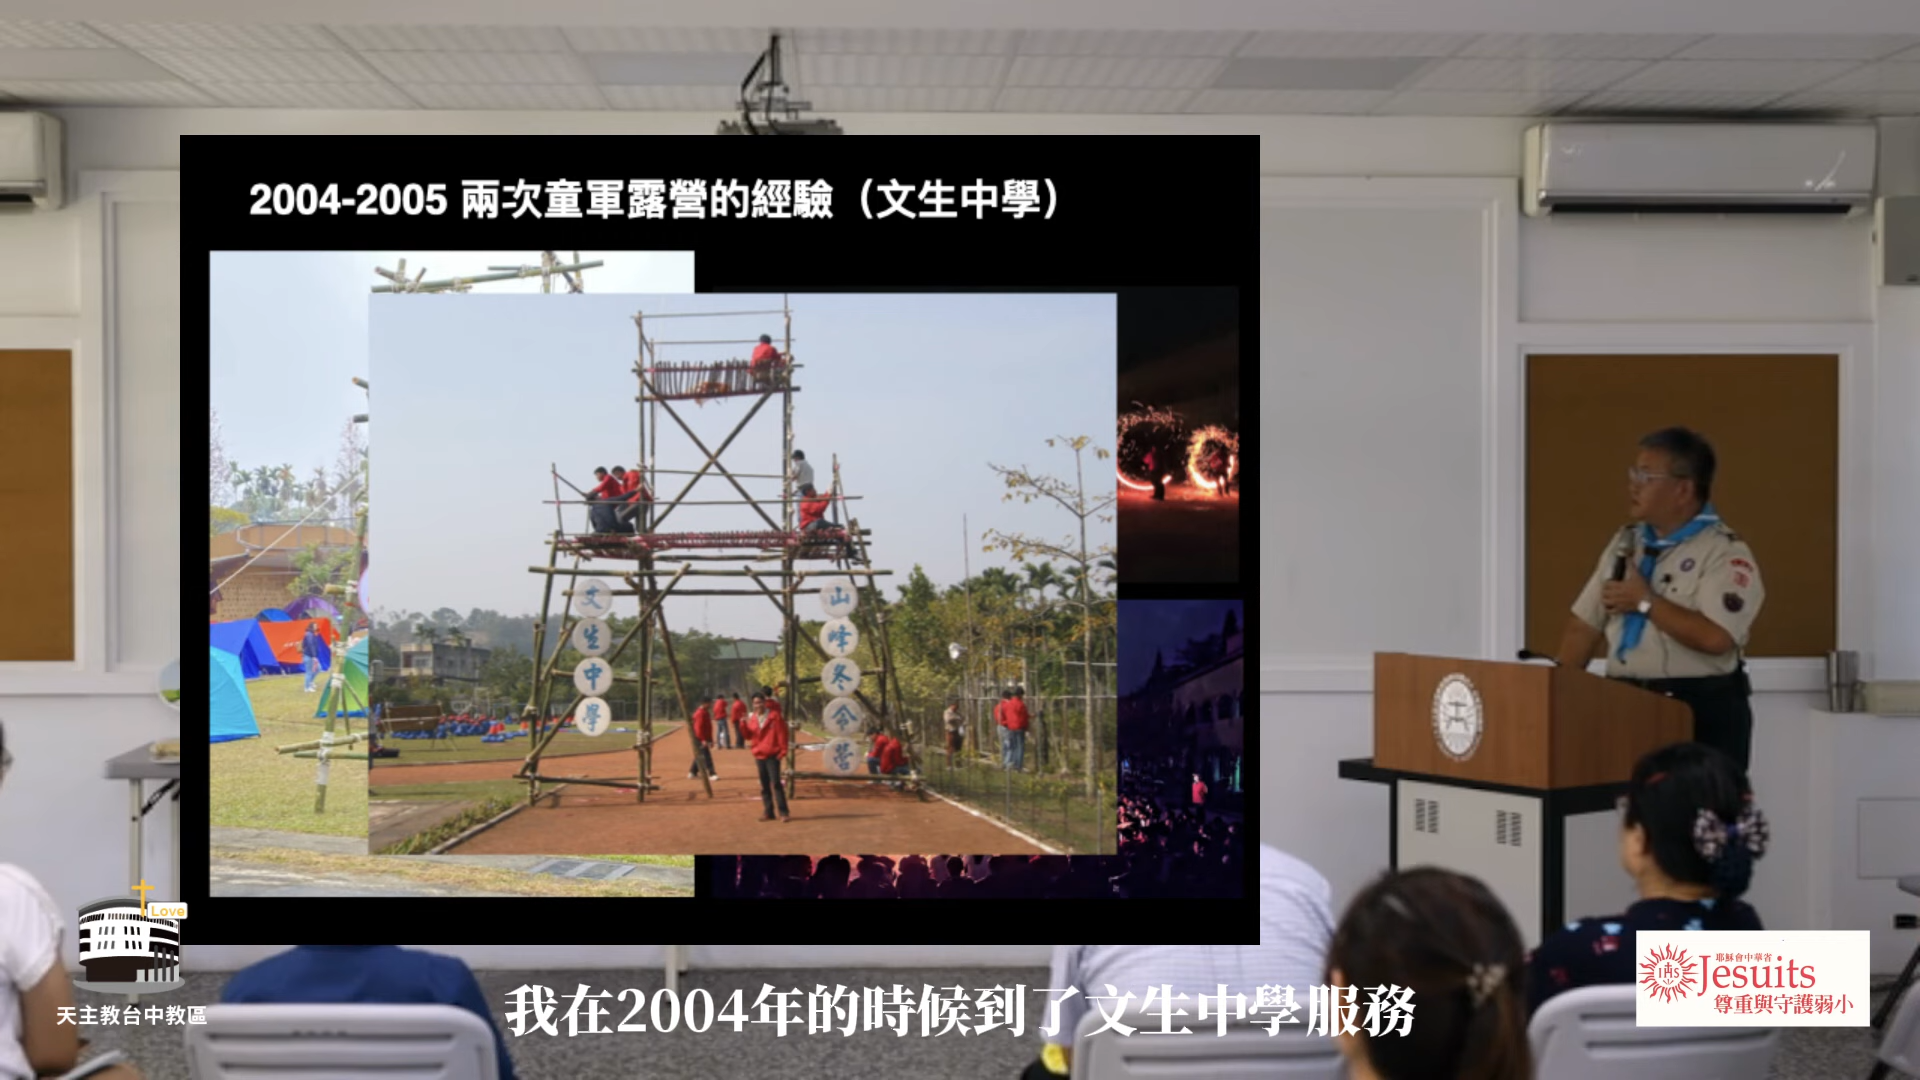 2004-2005 兩次童軍露營的經驗（文生中學）
文生中學
山峰冬令營
Love
天主教台中教區
我在2004年的時候到了文生中學服務
耶穌會中華省
IHS
Jesuits
尊重與守護弱小